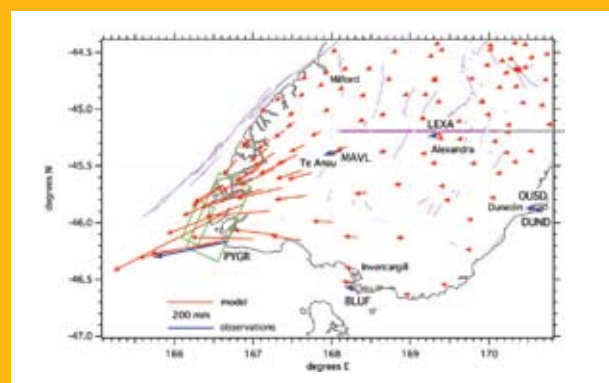 -44.5
Milford
-45.0
LEXA
Alexandra
MAVL
Te Anau
-45.5
degrees N
OUSD
Dunedin
DUND
-46.0
PYGR
Invercargill
BLUF
-46.5
model
200 mm
observations
-47.0
166 167 168 169 170
degrees E